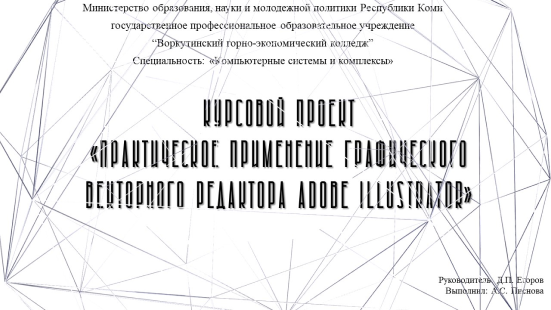 Министерство образования, науки и молодежной политики Республики Коми
государственное профессиональное образовательное учреждение
“Воркутинский горно-экономический колледж”
Специальность: «Компьютерные системы и комплексы»
КУРСОВОЙ ПРОЕКТ
«ПРАКТИЧЕСКОЕ ПРИМЕНЕНИЕ ГРАФИЧЕСКОГО
ВЕКТОРНОГО РЕДАКТОРА ADOBE ILLUSTRATOR»
Руководитель: Д.П. Егоров
Выполнил: А.С.